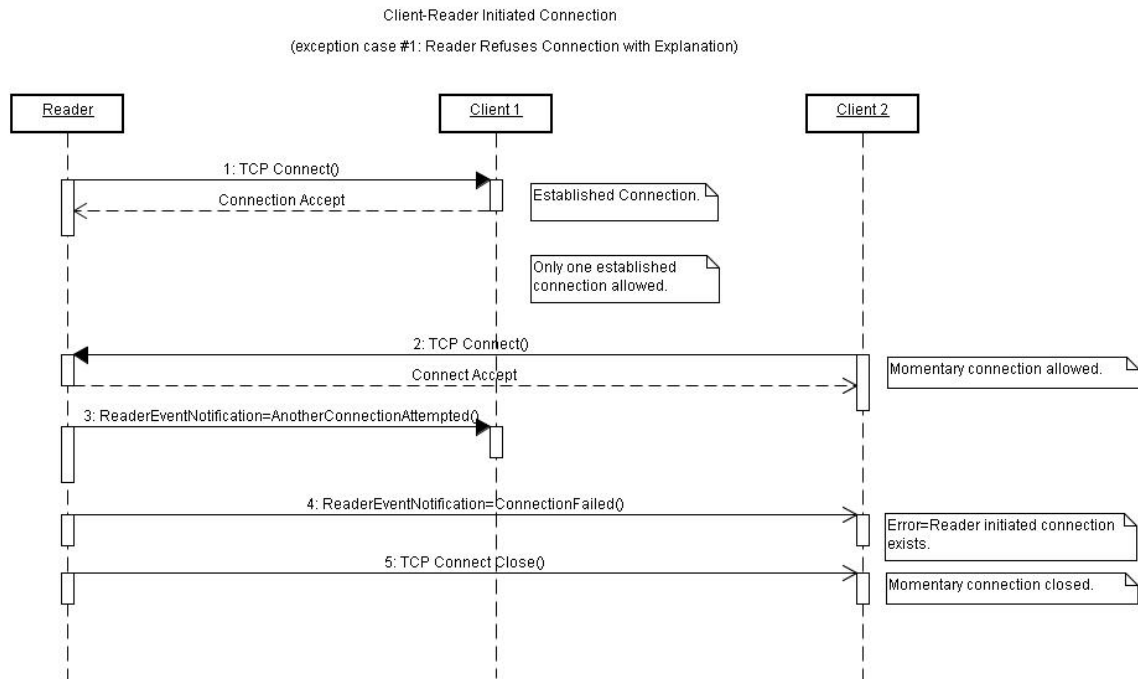 Client-Reader Initiated Connection
(exception case #1: Reader Refuses Connection with Explanation)
Reader
Client 1
Client 2
1: TCP Connect()
Connection Accept
Established Connection.
Only one established
connection allowed.
2: TCP Connect()
Connect Accept
Momentary connection allowed.
3: ReaderEventNotification=AnotherConnectionAttempted()
4: ReaderEventNotification=ConnectionFailed()
Error=Reader initiated connection
exists.
5: TCP Connect Close()
Momentary connection closed.